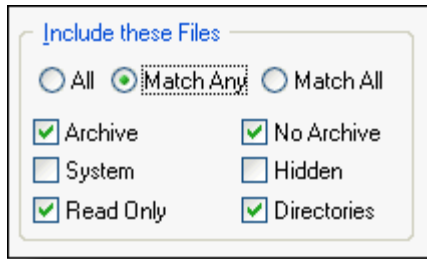 Include these Files
All Match Any Match All
Archive No Archive
System Hidden
Read Only Directories